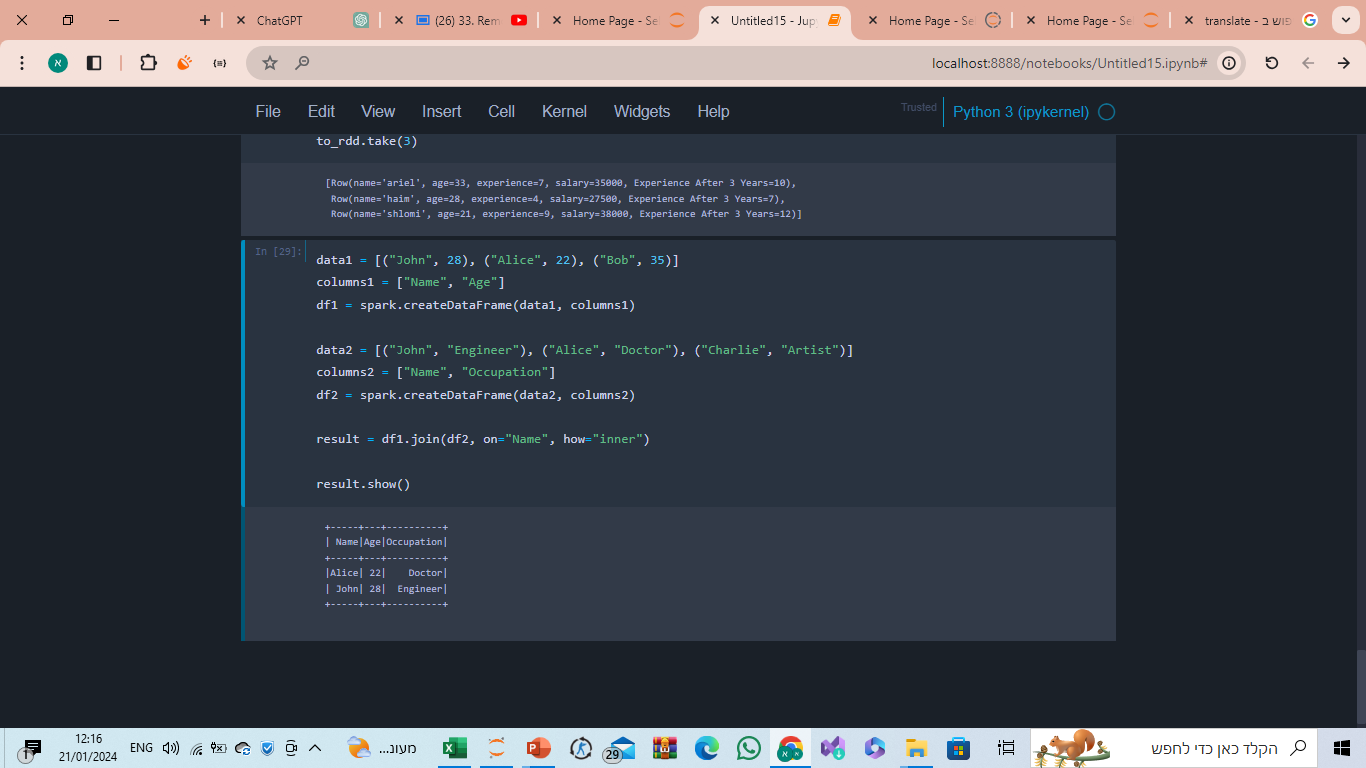 ChatGPT
(26) 33. Rem
Home Page - Se
Untitled15 - Jup
Home Page - Se
Home Page - Se
translate - פוש ב
א
{=}
localhost:8888/notebooks/Untitled15.ipynb#
File Edit View Insert Cell Kernel Widgets Help
Trusted
Python 3 (ipykernel)
to_rdd.take(3)
[Row(name='ariel', age=33, experience=7, salary=35000, Experience After 3 Years=10),
Row(name='haim', age=28, experience=4, salary=27500, Experience After 3 Years=7),
Row(name='shlomi', age=21, experience=9, salary=38000, Experience After 3 Years=12)]
In [29]:
data1 = [("John", 28), ("Alice", 22), ("Bob", 35)]
columns1 = ["Name", "Age"]
df1 = spark.createDataFrame(data1, columns1)
data2 = [("John", "Engineer"), ("Alice", "Doctor"), ("Charlie", "Artist")]
columns2 = ["Name", "Occupation"]
df2 = spark.createDataFrame(data2, columns2)
result = df1.join(df2, on="Name", how="inner")
result.show()
+-----+---+----------+
| Name|Age|Occupation|
+-----+---+----------+
|Alice| 22|    Doctor|
| John| 28|  Engineer|
+-----+---+----------+
1
12:16
21/01/2024
ENG
מעונ...
29
הקלד כאן כדי לחפש